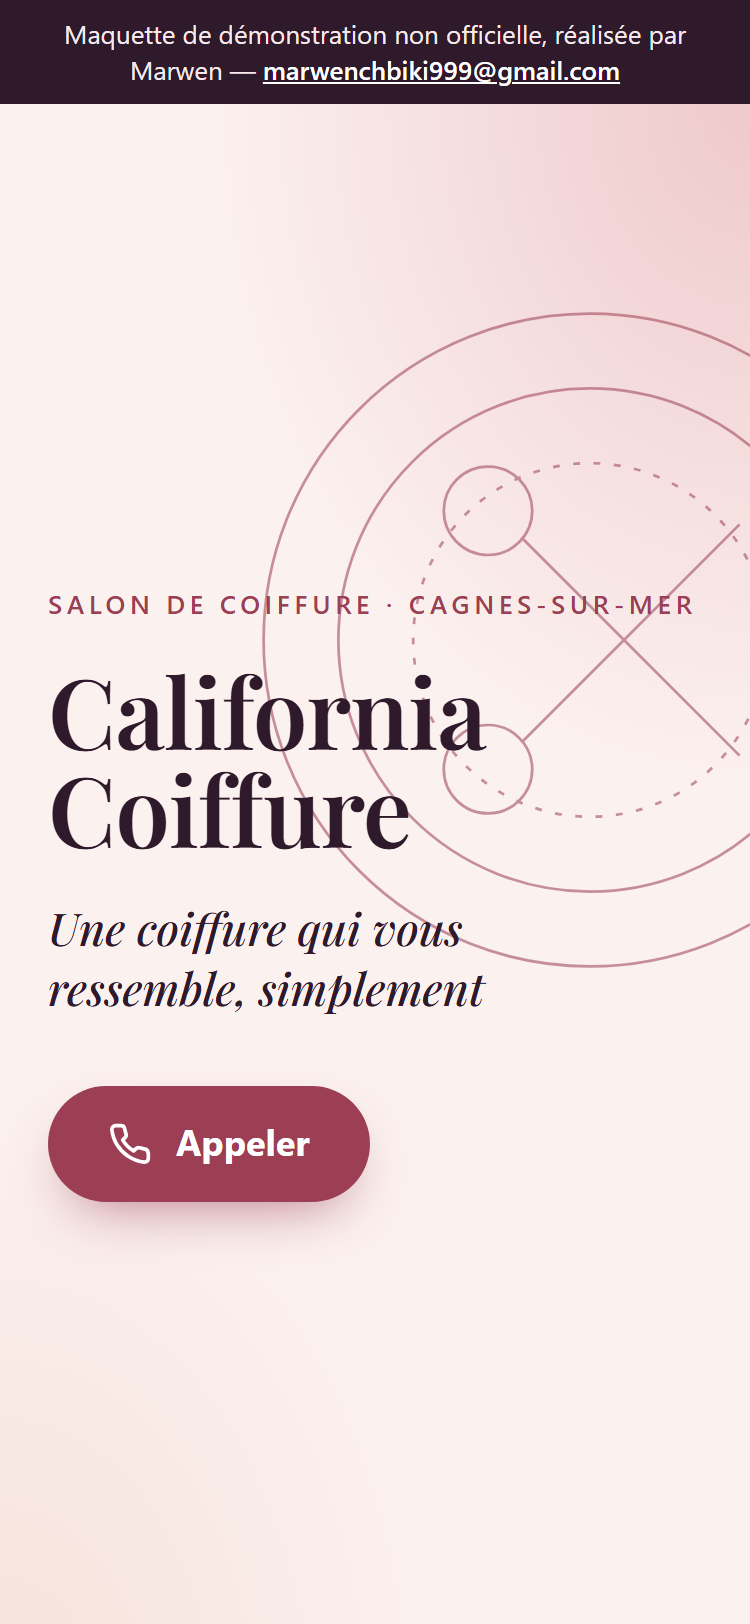 Maquette de démonstration non officielle, réalisée par
Marwen — marwenchbiki999@gmail.com
SALON DE COIFFURE · CAGNES-SUR-MER
California
Coiffure
Une coiffure qui vous
ressemble, simplement
Appeler